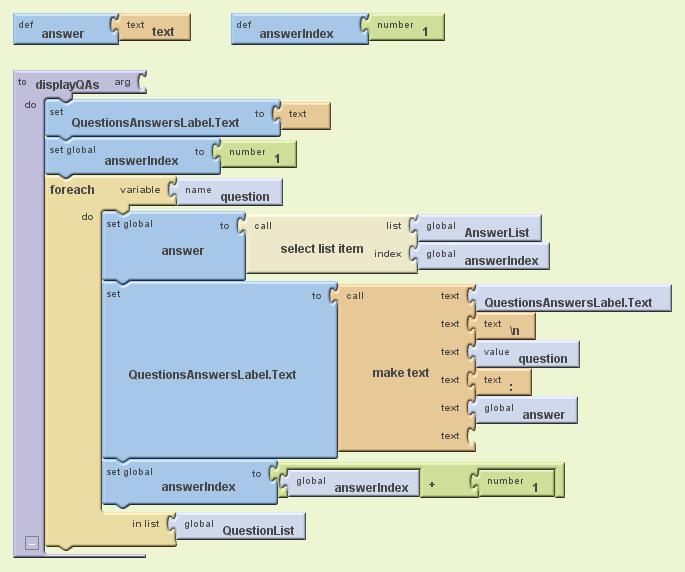 def answer text text
def answerIndex number 1
to displayQAs arg
do
set QuestionsAnswersLabel.Text to text
set global answerIndex to number 1
foreach variable name question
do
set global answer to call select list item list global AnswerList
index global answerIndex
set QuestionsAnswersLabel.Text to call make text text QuestionsAnswersLabel.Text
text text \n
text value question
text text :
text global answer
text
set global answerIndex to global answerIndex + number 1
in list global QuestionList